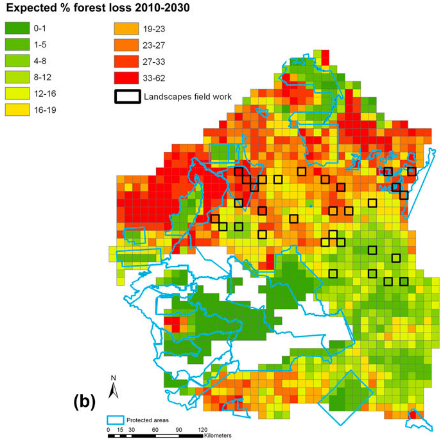 Expected % forest loss 2010-2030
0-1
1-5
4-8
8-12
12-16
16-19
19-23
23-27
27-33
33-62
Landscapes field work
N
(b)
Protected areas
0 15 30 60 90 120
Kilometers